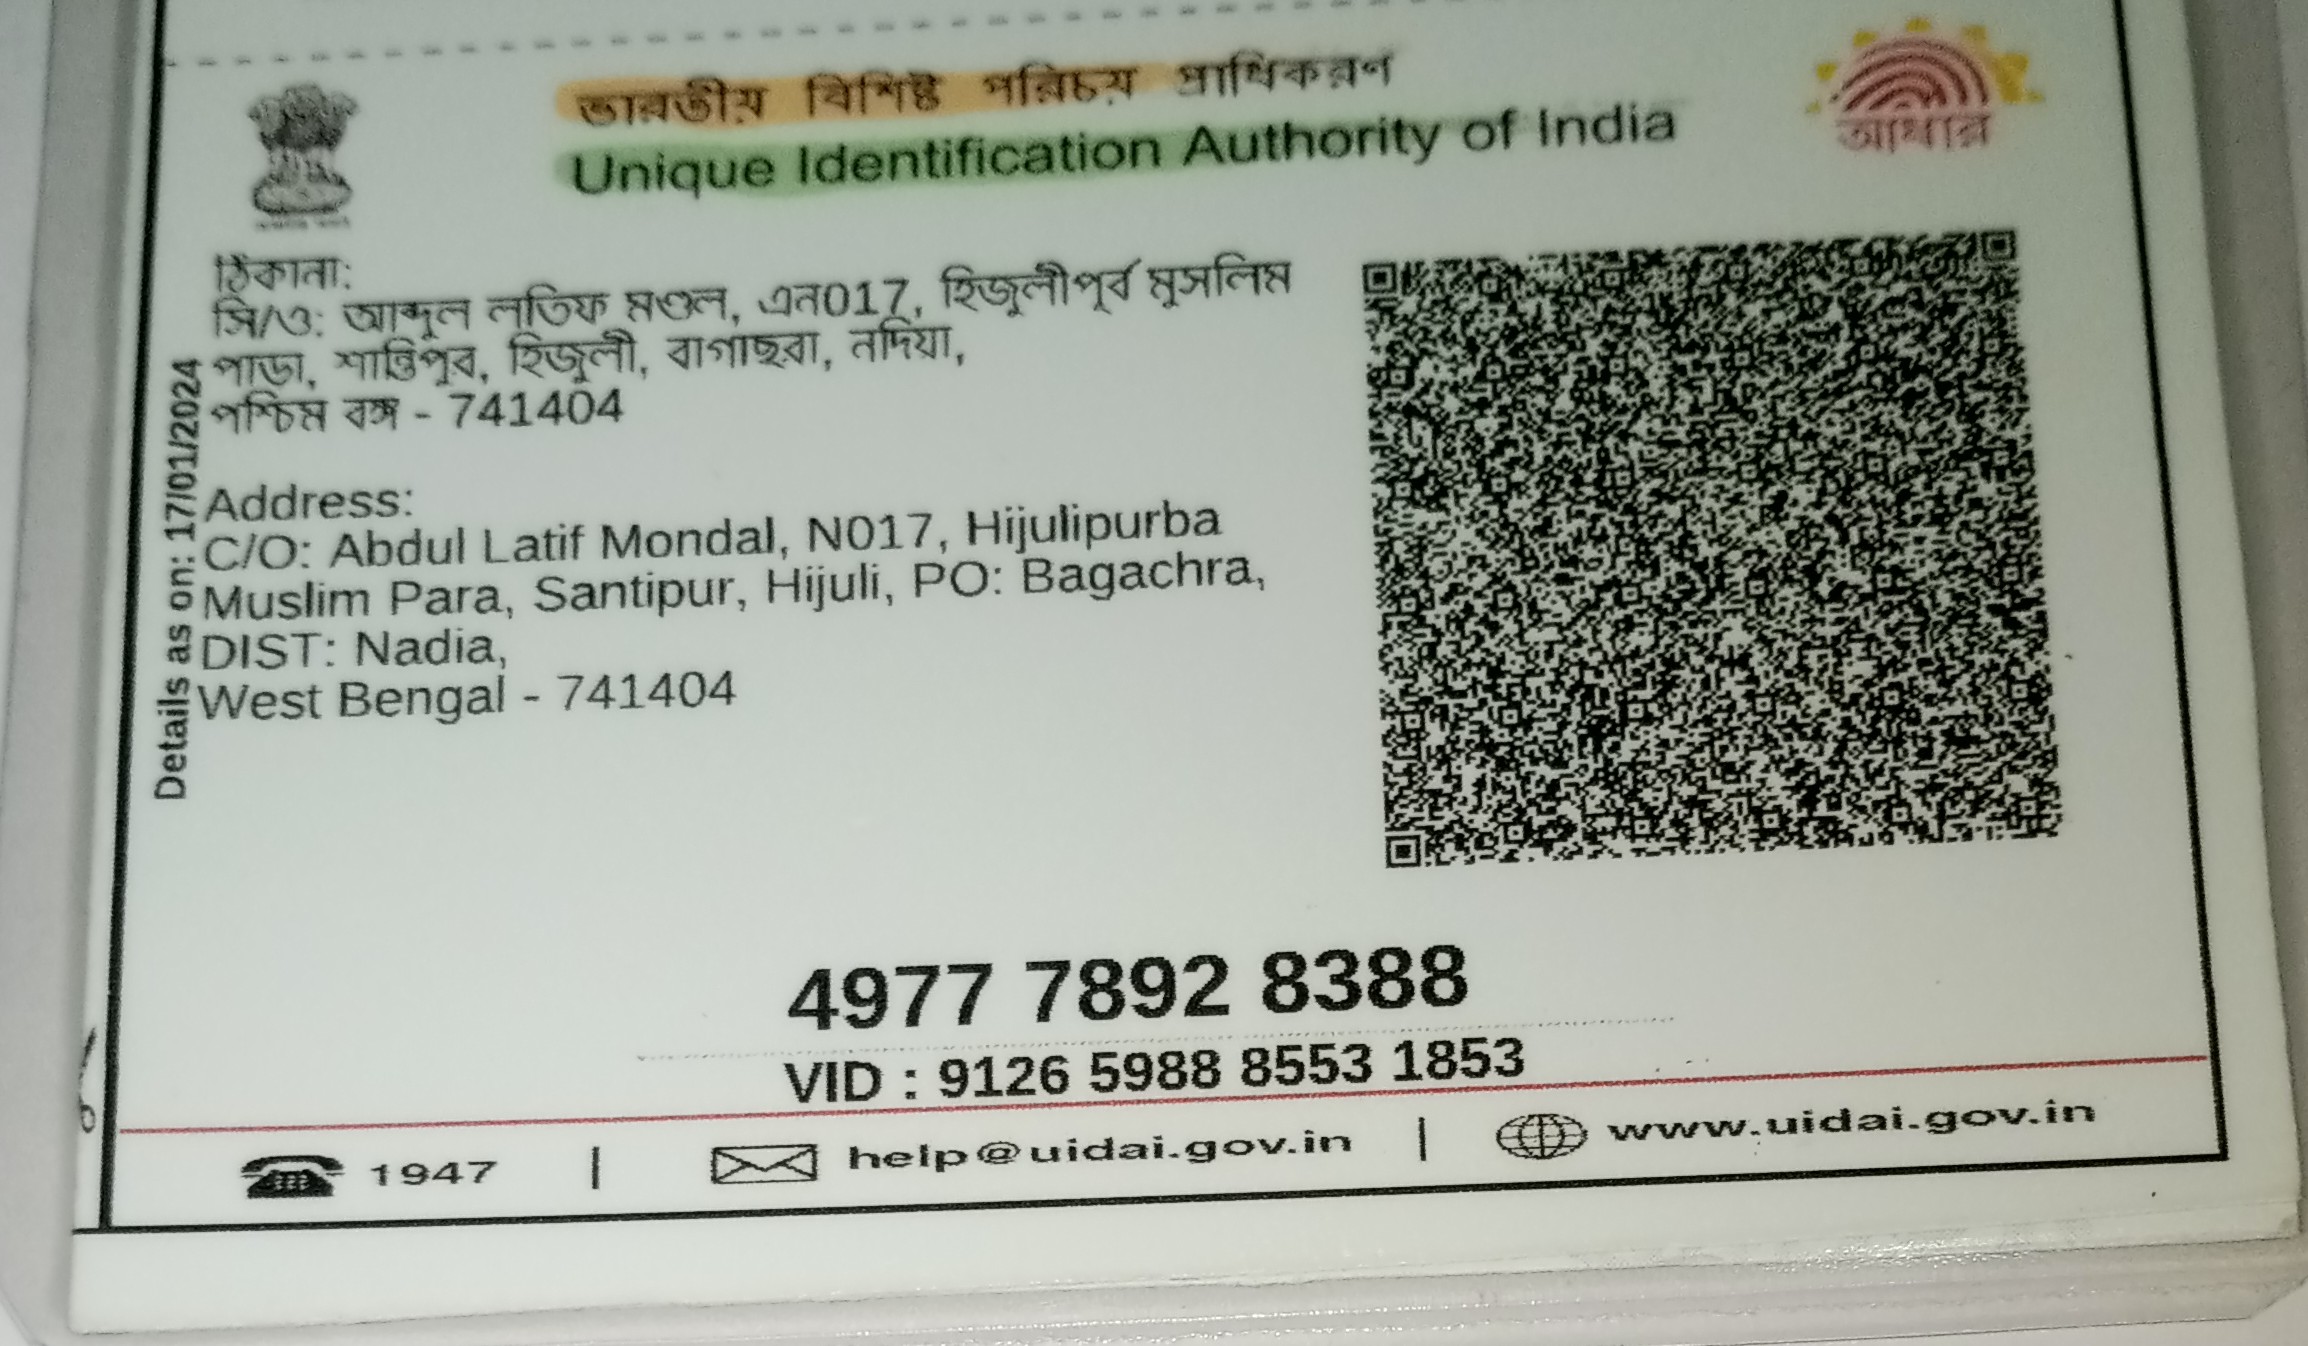 ভারতীয় বিশিষ্ট পরিচয় প্রাধিকরণ
Unique Identification Authority of India
আধার
ঠিকানা:
সি/ও: আব্দুল লতিফ মণ্ডল, এন017, হিজুলীপূর্ব মুসলিম
পাড়া, শান্তিপুর, হিজুলী, বাগাছরা, নদিয়া,
পশ্চিম বঙ্গ - 741404
Details as on: 17/01/2024
Address:
C/O: Abdul Latif Mondal, N017, Hijulipurba
Muslim Para, Santipur, Hijuli, PO: Bagachra,
DIST: Nadia,
West Bengal - 741404
4977 7892 8388
VID : 9126 5988 8553 1853
1947 | help@uidai.gov.in | www.uidai.gov.in